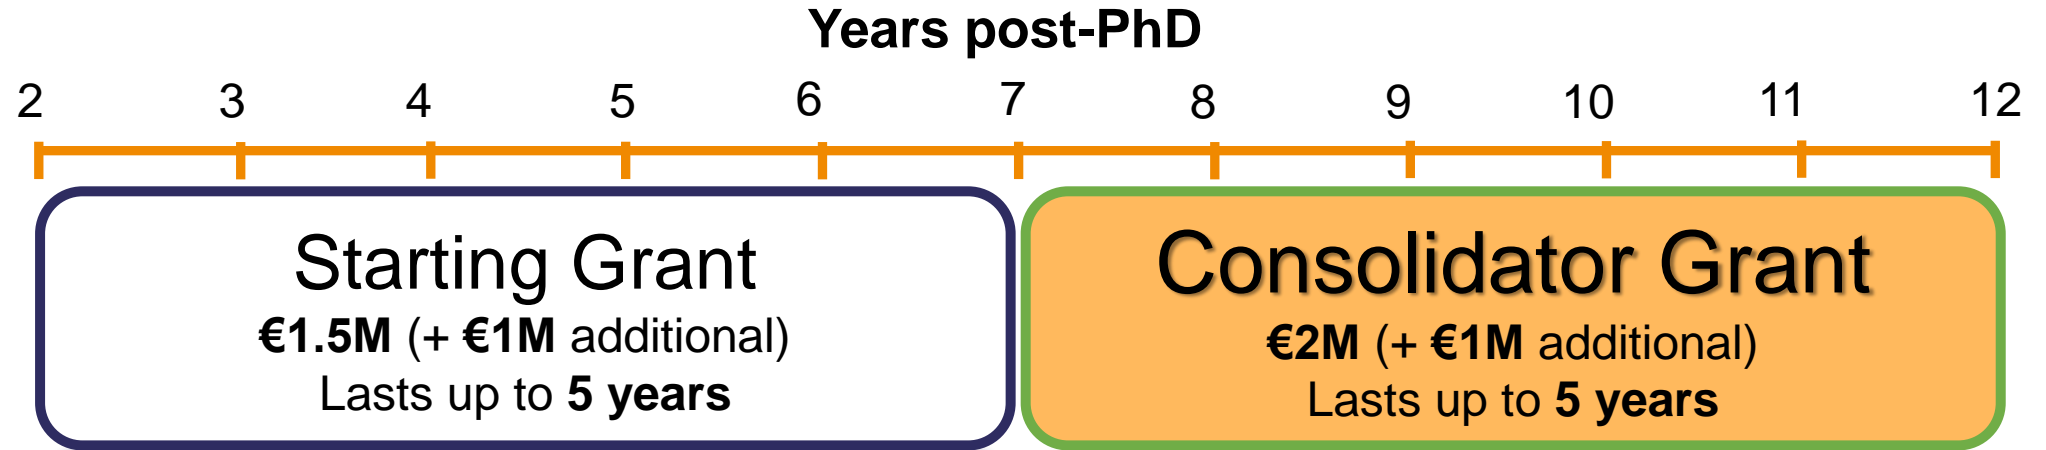 Years post-PhD
2 3 4 5 6 7 8 9 10 11 12
Starting Grant
€1.5M (+ €1M additional)
Lasts up to 5 years
Consolidator Grant
€2M (+ €1M additional)
Lasts up to 5 years